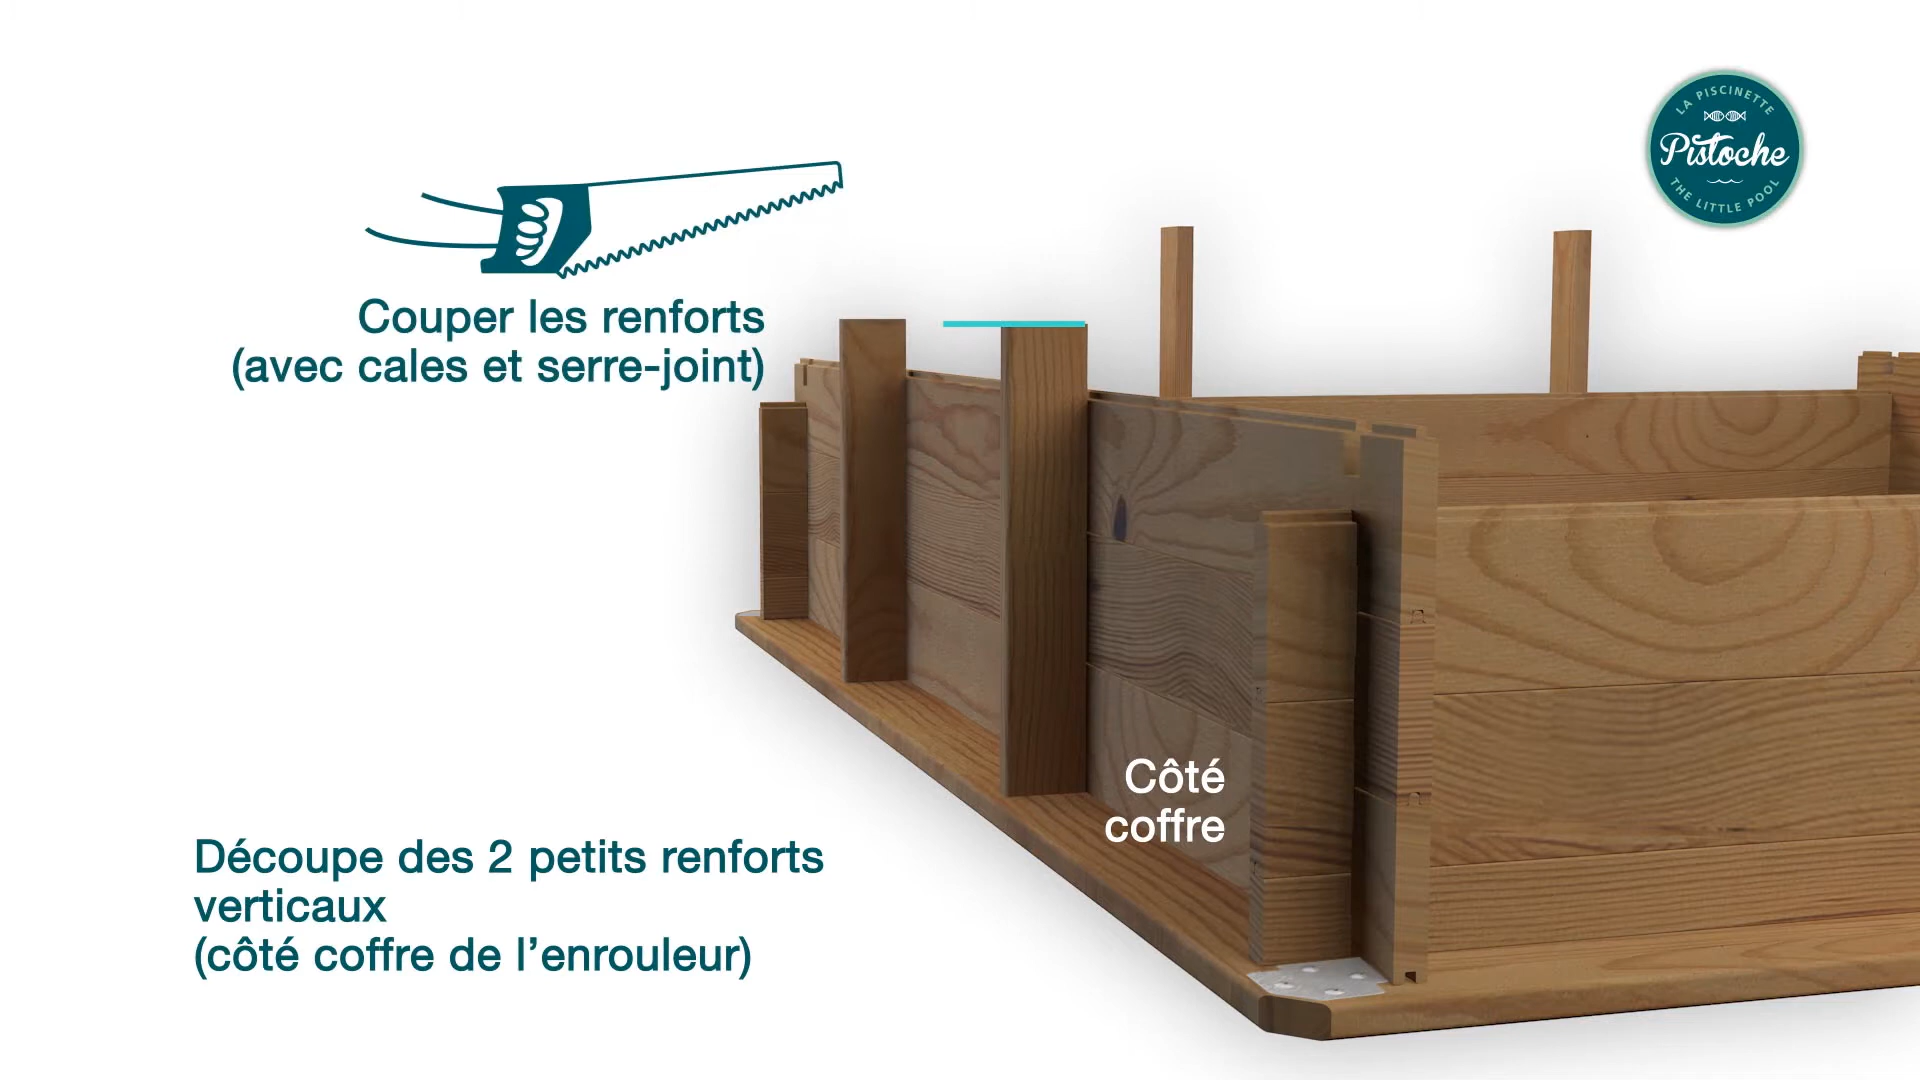 LA PISCINETTE
Pistoche
THE LITTLE POOL
Couper les renforts
(avec cales et serre-joint)
Côté
coffre
Découpe des 2 petits renforts
verticaux
(côté coffre de l’enrouleur)